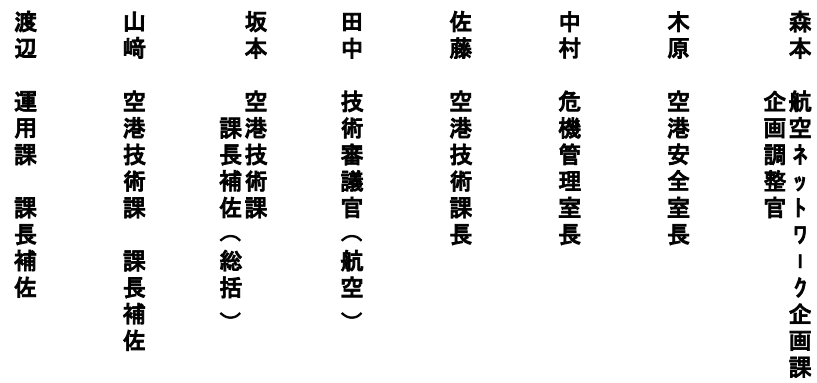 森本　航空ネットワーク企画課
企画調整官
木原　空港安全室長
中村　危機管理室長
佐藤　空港技術課長
田中　技術審議官（航空）
坂本　空港技術課
課長補佐（総括）
山﨑　空港技術課　課長補佐
渡辺　運用課　課長補佐